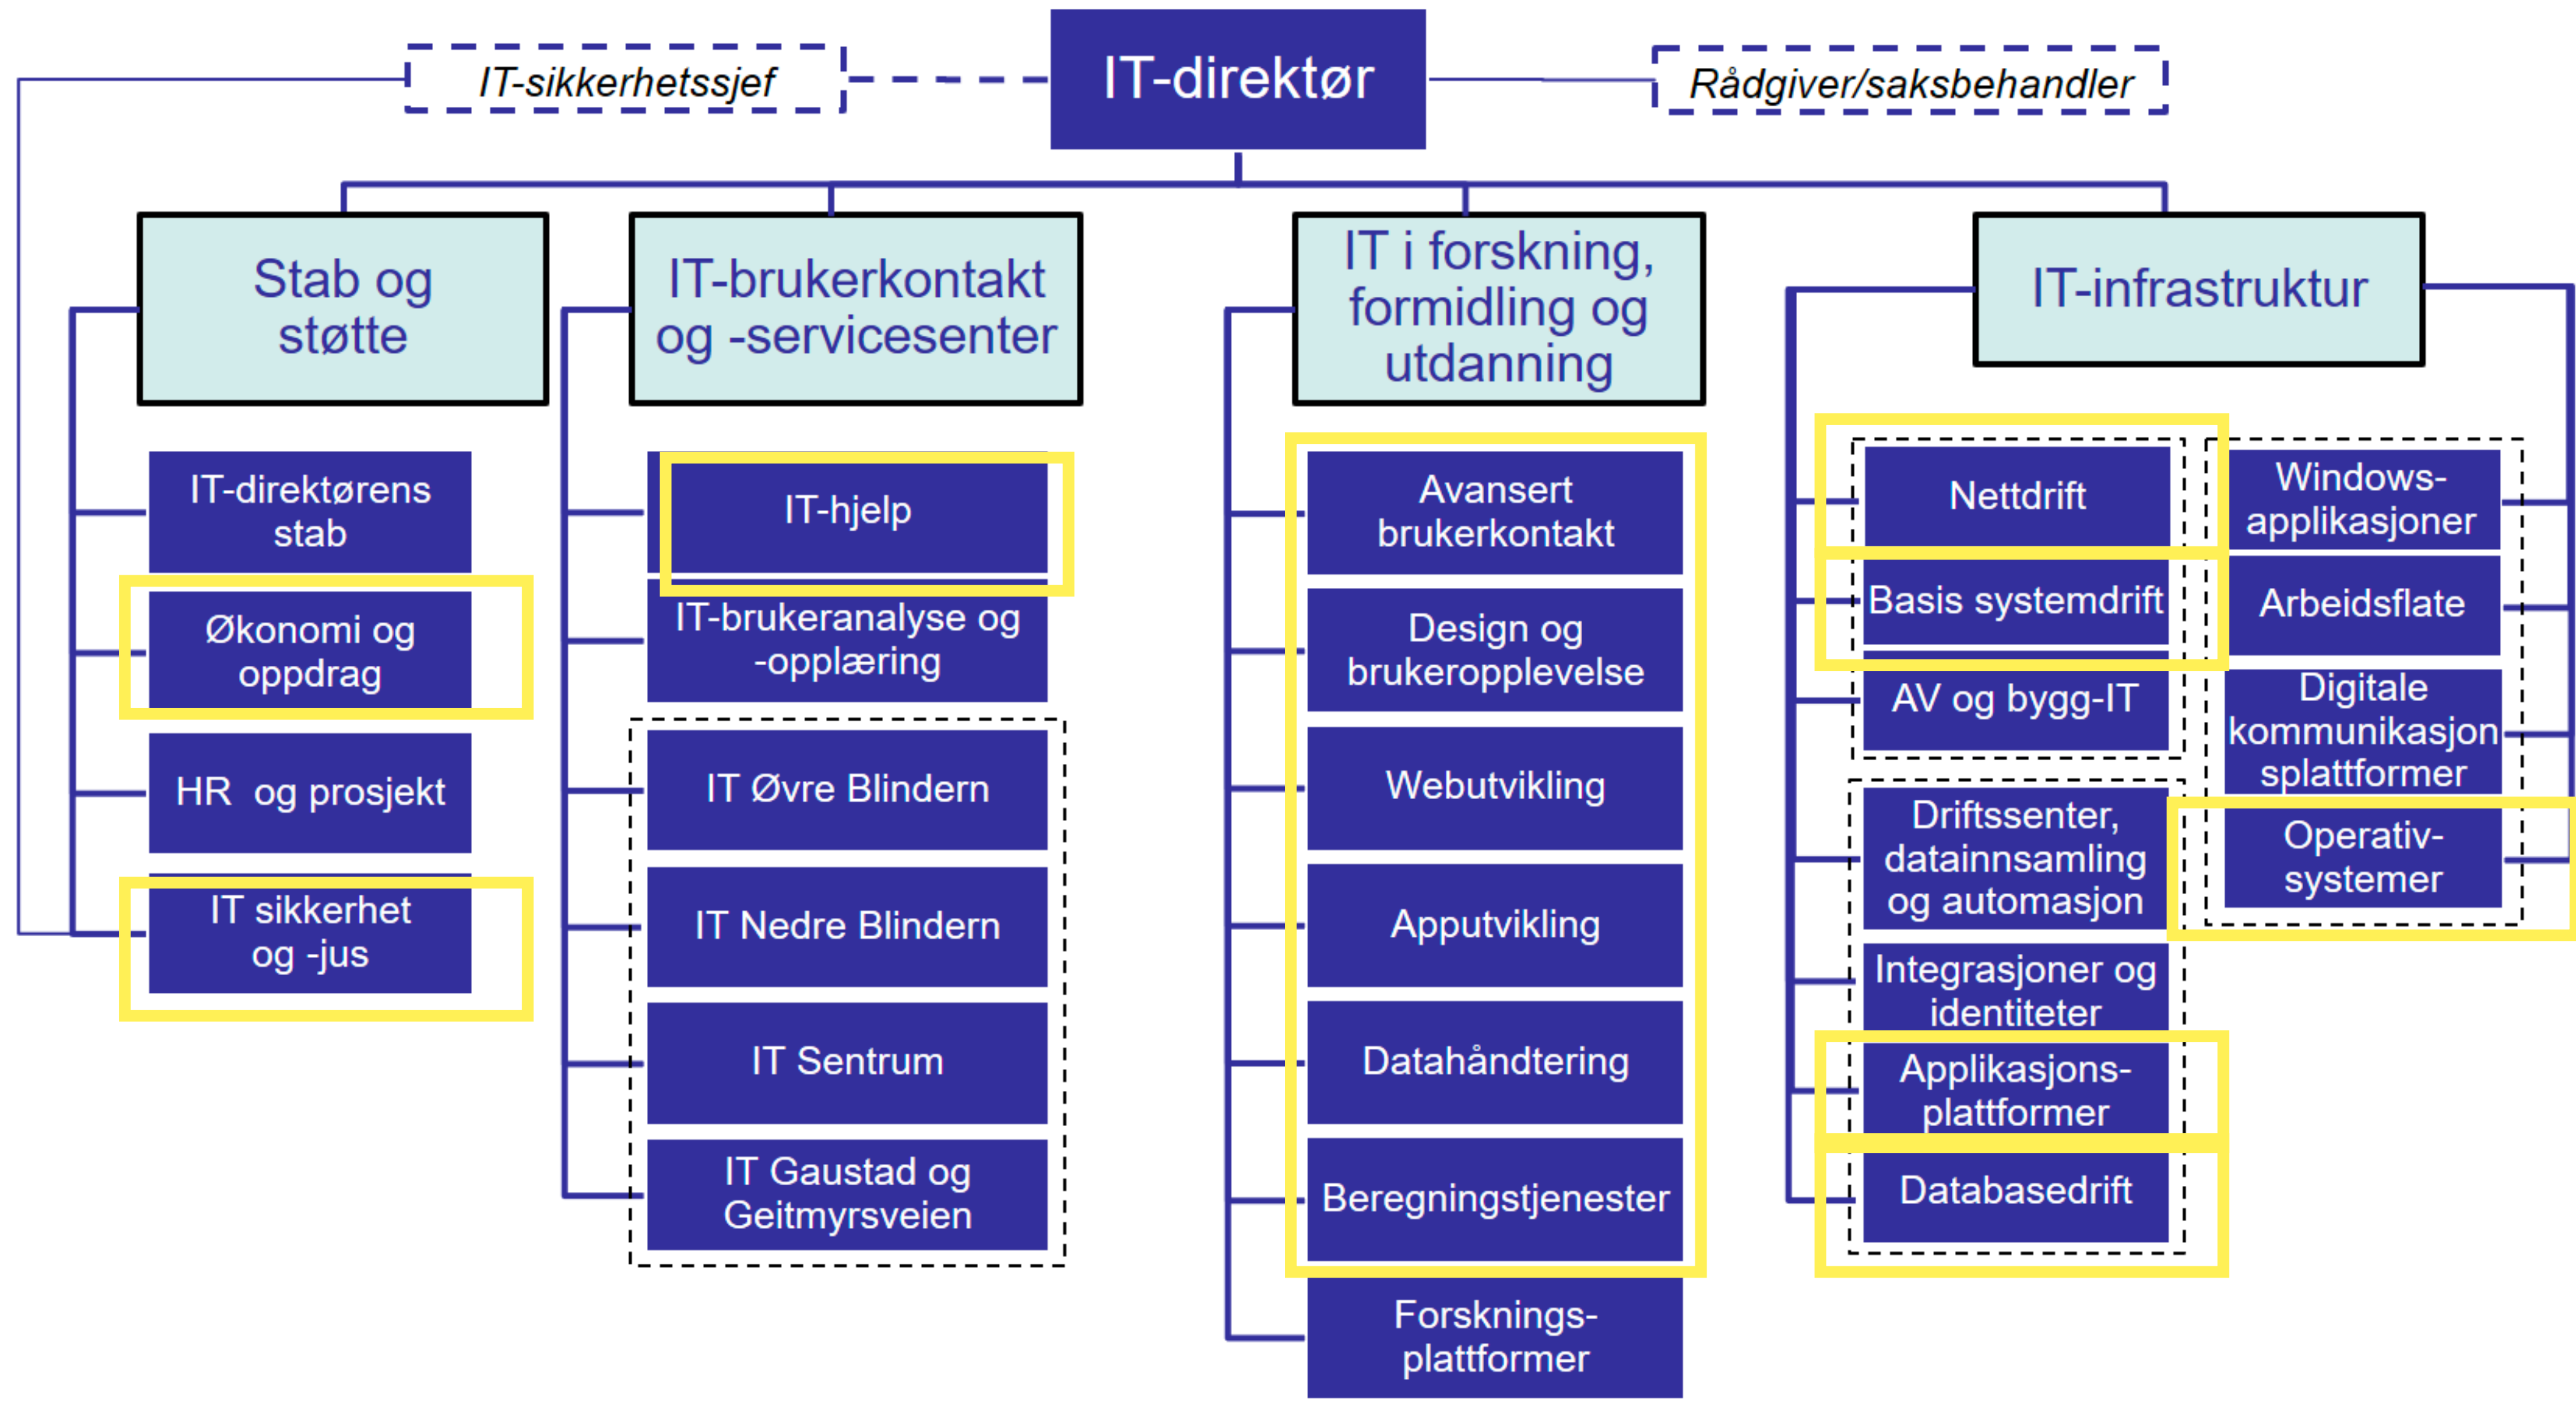 IT-sikkerhetssjef
IT-direktør
Rådgiver/saksbehandler
Stab og
støtte
IT-direktørens
stab
Økonomi og
oppdrag
HR og prosjekt
IT sikkerhet
og -jus
IT-brukerkontakt
og -servicesenter
IT-hjelp
IT-brukeranalyse og
-opplæring
IT Øvre Blindern
IT Nedre Blindern
IT Sentrum
IT Gaustad og
Geitmyrsveien
IT i forskning,
formidling og
utdanning
Avansert
brukerkontakt
Design og
brukeropplevelse
Webutvikling
Apputvikling
Datahåndtering
Beregningstjenester
Forsknings-
plattformer
IT-infrastruktur
Nettdrift
Basis systemdrift
AV og bygg-IT
Driftssenter,
datainnsamling
og automasjon
Integrasjoner og
identiteter
Applikasjons-
plattformer
Databasedrift
Windows-
applikasjoner
Arbeidsflate
Digitale
kommunikasjon
splattformer
Operativ-
systemer